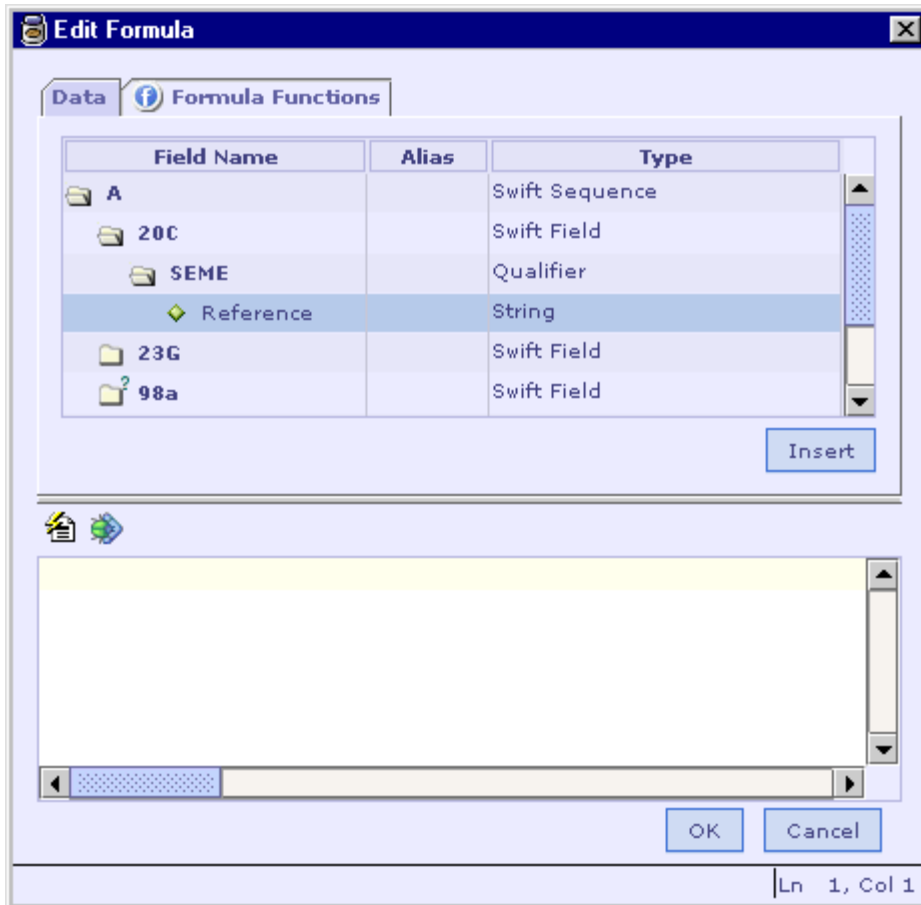 Edit Formula
Data Formula Functions
Field Name Alias Type
A Swift Sequence
20C Swift Field
SEME Qualifier
Reference String
23G Swift Field
? 98a Swift Field
Insert
OK Cancel
Ln 1, Col 1